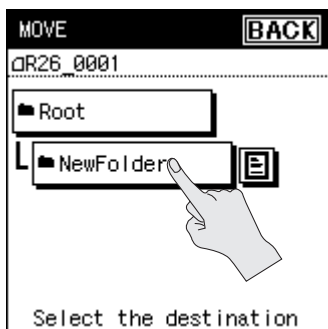 MOVE BACK
R26_0001
Root
NewFolder
Select the destination